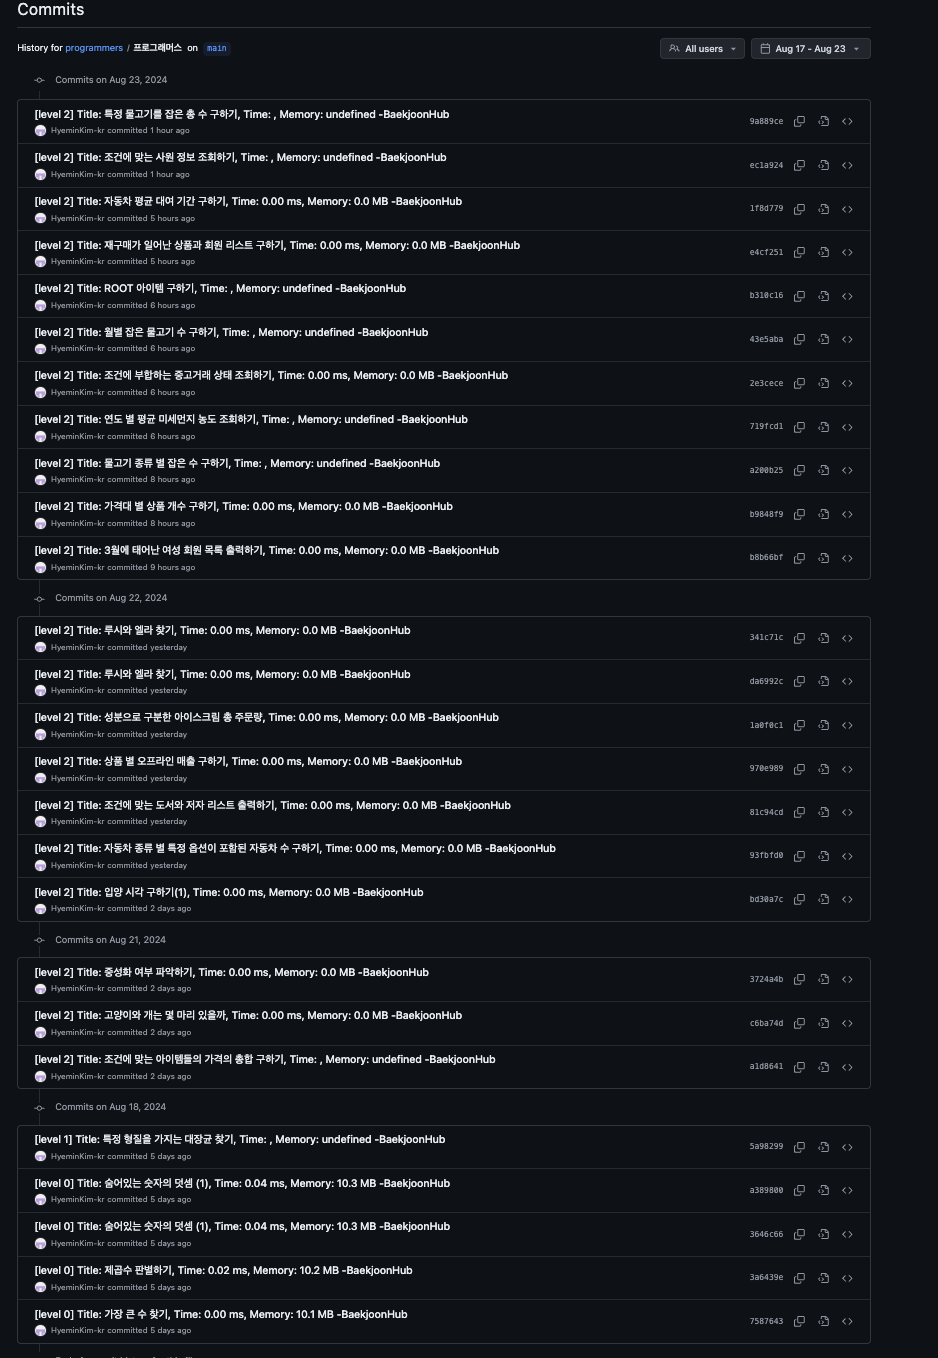 Commits
History for programmers / 프로그래머스 on main
All users
Aug 17 - Aug 23
Commits on Aug 23, 2024
[level 2] Title: 특정 물고기를 잡은 총 수 구하기, Time: , Memory: undefined -BaekjoonHub
HyeminKim-kr committed 1 hour ago
9a889ce
[level 2] Title: 조건에 맞는 사원 정보 조회하기, Time: , Memory: undefined -BaekjoonHub
HyeminKim-kr committed 1 hour ago
ec1a924
[level 2] Title: 자동차 평균 대여 기간 구하기, Time: 0.00 ms, Memory: 0.0 MB -BaekjoonHub
HyeminKim-kr committed 5 hours ago
1f8d779
[level 2] Title: 재구매가 일어난 상품과 회원 리스트 구하기, Time: 0.00 ms, Memory: 0.0 MB -BaekjoonHub
HyeminKim-kr committed 5 hours ago
e4cf251
[level 2] Title: ROOT 아이템 구하기, Time: , Memory: undefined -BaekjoonHub
HyeminKim-kr committed 6 hours ago
b310c16
[level 2] Title: 월별 잡은 물고기 수 구하기, Time: , Memory: undefined -BaekjoonHub
HyeminKim-kr committed 6 hours ago
43e5aba
[level 2] Title: 조건에 부합하는 중고거래 상태 조회하기, Time: 0.00 ms, Memory: 0.0 MB -BaekjoonHub
HyeminKim-kr committed 6 hours ago
2e3cece
[level 2] Title: 연도 별 평균 미세먼지 농도 조회하기, Time: , Memory: undefined -BaekjoonHub
HyeminKim-kr committed 6 hours ago
719fcd1
[level 2] Title: 물고기 종류 별 잡은 수 구하기, Time: , Memory: undefined -BaekjoonHub
HyeminKim-kr committed 8 hours ago
a200b25
[level 2] Title: 가격대 별 상품 개수 구하기, Time: 0.00 ms, Memory: 0.0 MB -BaekjoonHub
HyeminKim-kr committed 8 hours ago
b9848f9
[level 2] Title: 3월에 태어난 여성 회원 목록 출력하기, Time: 0.00 ms, Memory: 0.0 MB -BaekjoonHub
HyeminKim-kr committed 9 hours ago
b8b66bf
Commits on Aug 22, 2024
[level 2] Title: 루시와 엘라 찾기, Time: 0.00 ms, Memory: 0.0 MB -BaekjoonHub
HyeminKim-kr committed yesterday
341c71c
[level 2] Title: 루시와 엘라 찾기, Time: 0.00 ms, Memory: 0.0 MB -BaekjoonHub
HyeminKim-kr committed yesterday
da6992c
[level 2] Title: 성분으로 구분한 아이스크림 총 주문량, Time: 0.00 ms, Memory: 0.0 MB -BaekjoonHub
HyeminKim-kr committed yesterday
1a0f0c1
[level 2] Title: 상품 별 오프라인 매출 구하기, Time: 0.00 ms, Memory: 0.0 MB -BaekjoonHub
HyeminKim-kr committed yesterday
970e989
[level 2] Title: 조건에 맞는 도서와 저자 리스트 출력하기, Time: 0.00 ms, Memory: 0.0 MB -BaekjoonHub
HyeminKim-kr committed yesterday
81c94cd
[level 2] Title: 자동차 종류 별 특정 옵션이 포함된 자동차 수 구하기, Time: 0.00 ms, Memory: 0.0 MB -BaekjoonHub
HyeminKim-kr committed yesterday
93fbfd0
[level 2] Title: 입양 시각 구하기(1), Time: 0.00 ms, Memory: 0.0 MB -BaekjoonHub
HyeminKim-kr committed 2 days ago
bd30a7c
Commits on Aug 21, 2024
[level 2] Title: 중성화 여부 파악하기, Time: 0.00 ms, Memory: 0.0 MB -BaekjoonHub
HyeminKim-kr committed 2 days ago
3724a4b
[level 2] Title: 고양이와 개는 몇 마리 있을까, Time: 0.00 ms, Memory: 0.0 MB -BaekjoonHub
HyeminKim-kr committed 2 days ago
c6ba74d
[level 2] Title: 조건에 맞는 아이템들의 가격의 총합 구하기, Time: , Memory: undefined -BaekjoonHub
HyeminKim-kr committed 2 days ago
a1d8641
Commits on Aug 18, 2024
[level 1] Title: 특정 형질을 가지는 대장균 찾기, Time: , Memory: undefined -BaekjoonHub
HyeminKim-kr committed 5 days ago
5a98299
[level 0] Title: 숨어있는 숫자의 덧셈 (1), Time: 0.04 ms, Memory: 10.3 MB -BaekjoonHub
HyeminKim-kr committed 5 days ago
a389800
[level 0] Title: 숨어있는 숫자의 덧셈 (1), Time: 0.04 ms, Memory: 10.3 MB -BaekjoonHub
HyeminKim-kr committed 5 days ago
3646c66
[level 0] Title: 제곱수 판별하기, Time: 0.02 ms, Memory: 10.2 MB -BaekjoonHub
HyeminKim-kr committed 5 days ago
3a6439e
[level 0] Title: 가장 큰 수 찾기, Time: 0.00 ms, Memory: 10.1 MB -BaekjoonHub
HyeminKim-kr committed 5 days ago
7587643